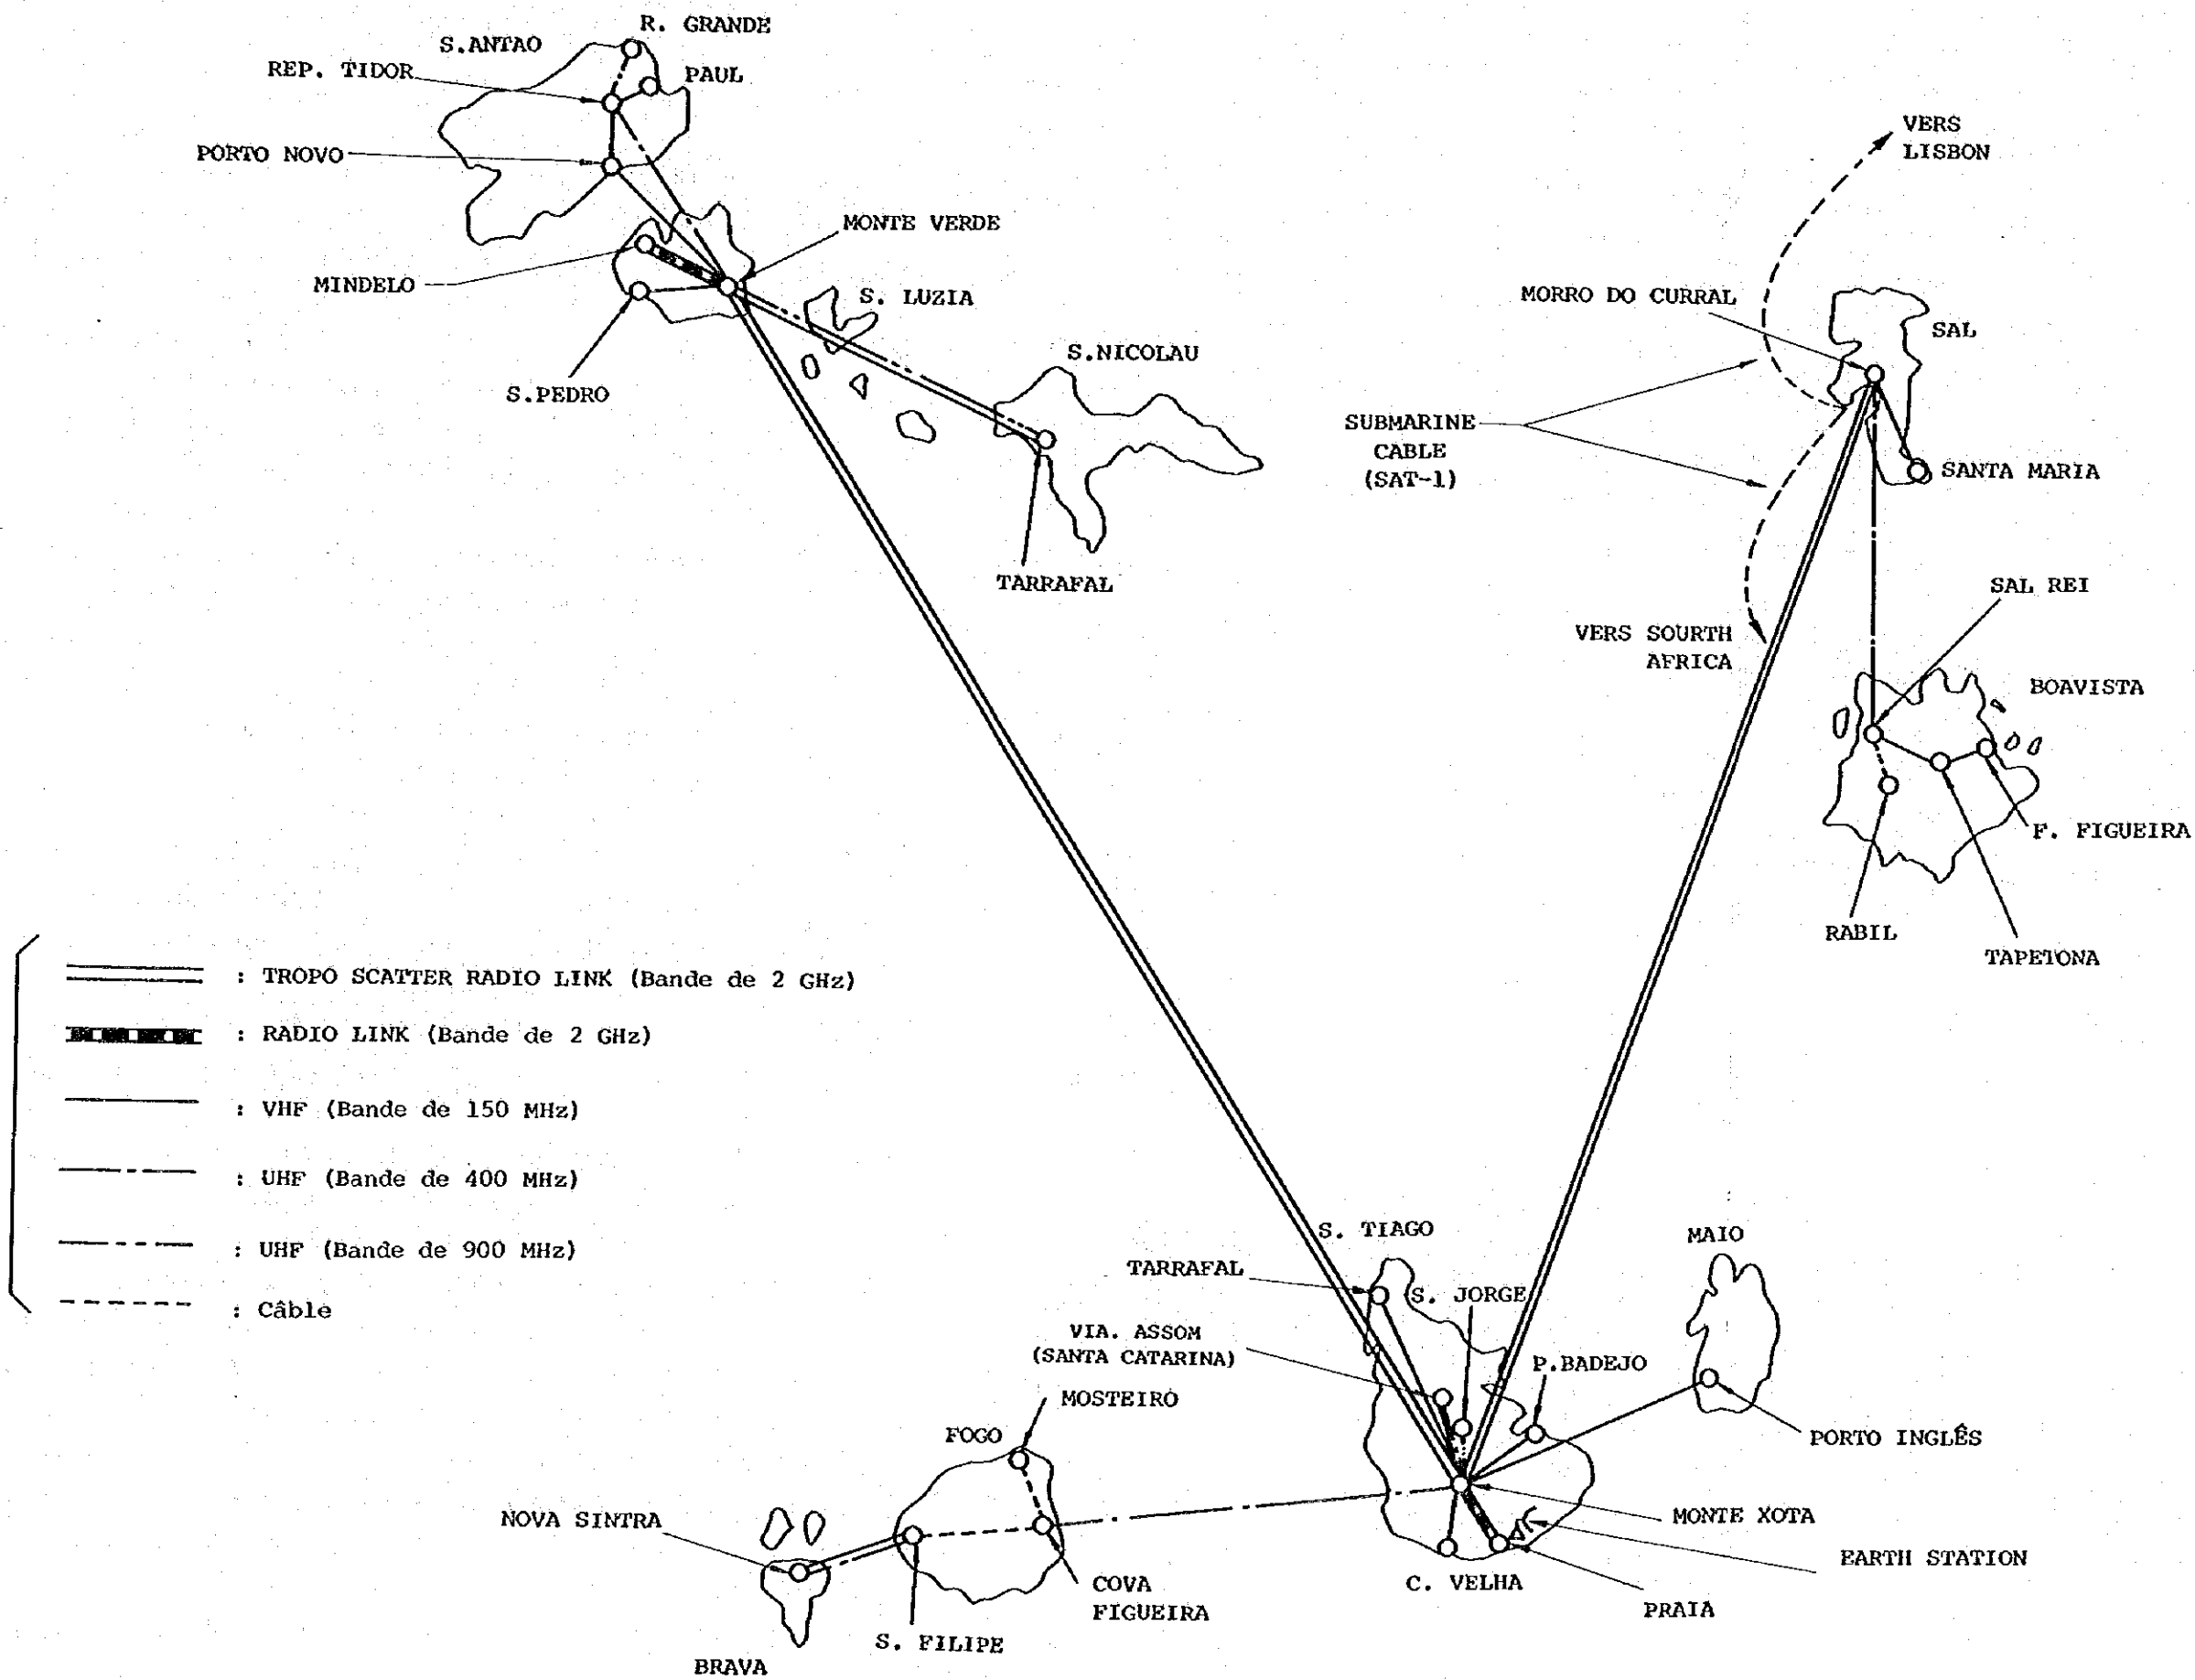 R. GRANDE
S.ANTAO
REP. TIDOR
PAUL
PORTO NOVO
MONTE VERDE
MINDELO
S. LUZIA
S.PEDRO
S.NICOLAU
TARRAFAL
VERS
LISBON
MORRO DO CURRAL
SAL
SUBMARINE
CABLE
(SAT-1)
SANTA MARIA
SAL REI
VERS SOURTH
AFRICA
BOAVISTA
F. FIGUEIRA
RABIL
TAPETONA
: TROPO SCATTER RADIO LINK (Bande de 2 GHz)
: RADIO LINK (Bande de 2 GHz)
: VHF (Bande de 150 MHz)
: UHF (Bande de 400 MHz)
: UHF (Bande de 900 MHz)
: Câble
S. TIAGO
MAIO
TARRAFAL
S. JORGE
VIA. ASSOM
(SANTA CATARINA)
P.BADEJO
MOSTEIRO
FOGO
PORTO INGLÊS
NOVA SINTRA
MONTE XOTA
EARTH STATION
C. VELHA
COVA
FIGUEIRA
PRAIA
S. FILIPE
BRAVA